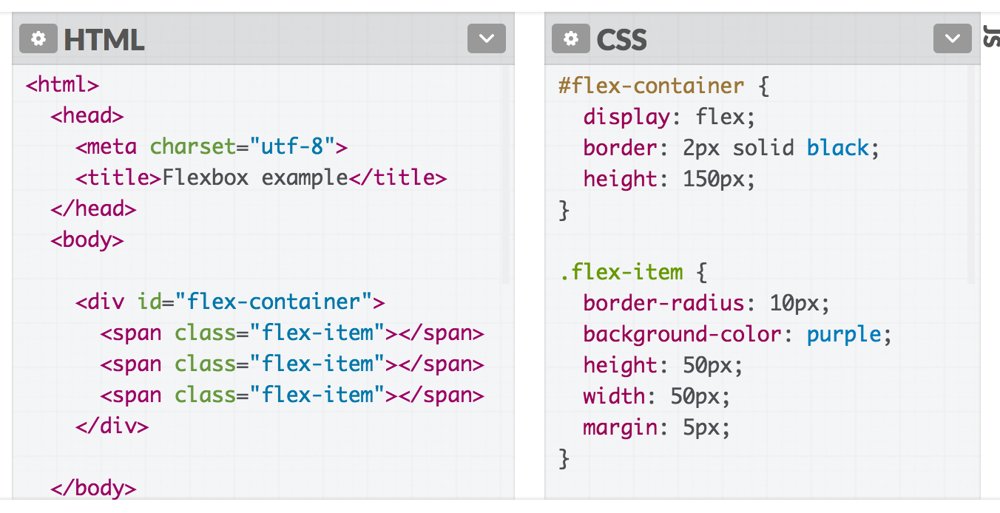 HTML
<html>
  <head>
    <meta charset="utf-8">
    <title>Flexbox example</title>
  </head>
  <body>
    <div id="flex-container">
      <span class="flex-item"></span>
      <span class="flex-item"></span>
      <span class="flex-item"></span>
    </div>
  </body>
CSS
#flex-container {
  display: flex;
  border: 2px solid black;
  height: 150px;
}
.flex-item {
  border-radius: 10px;
  background-color: purple;
  height: 50px;
  width: 50px;
  margin: 5px;
}
JS